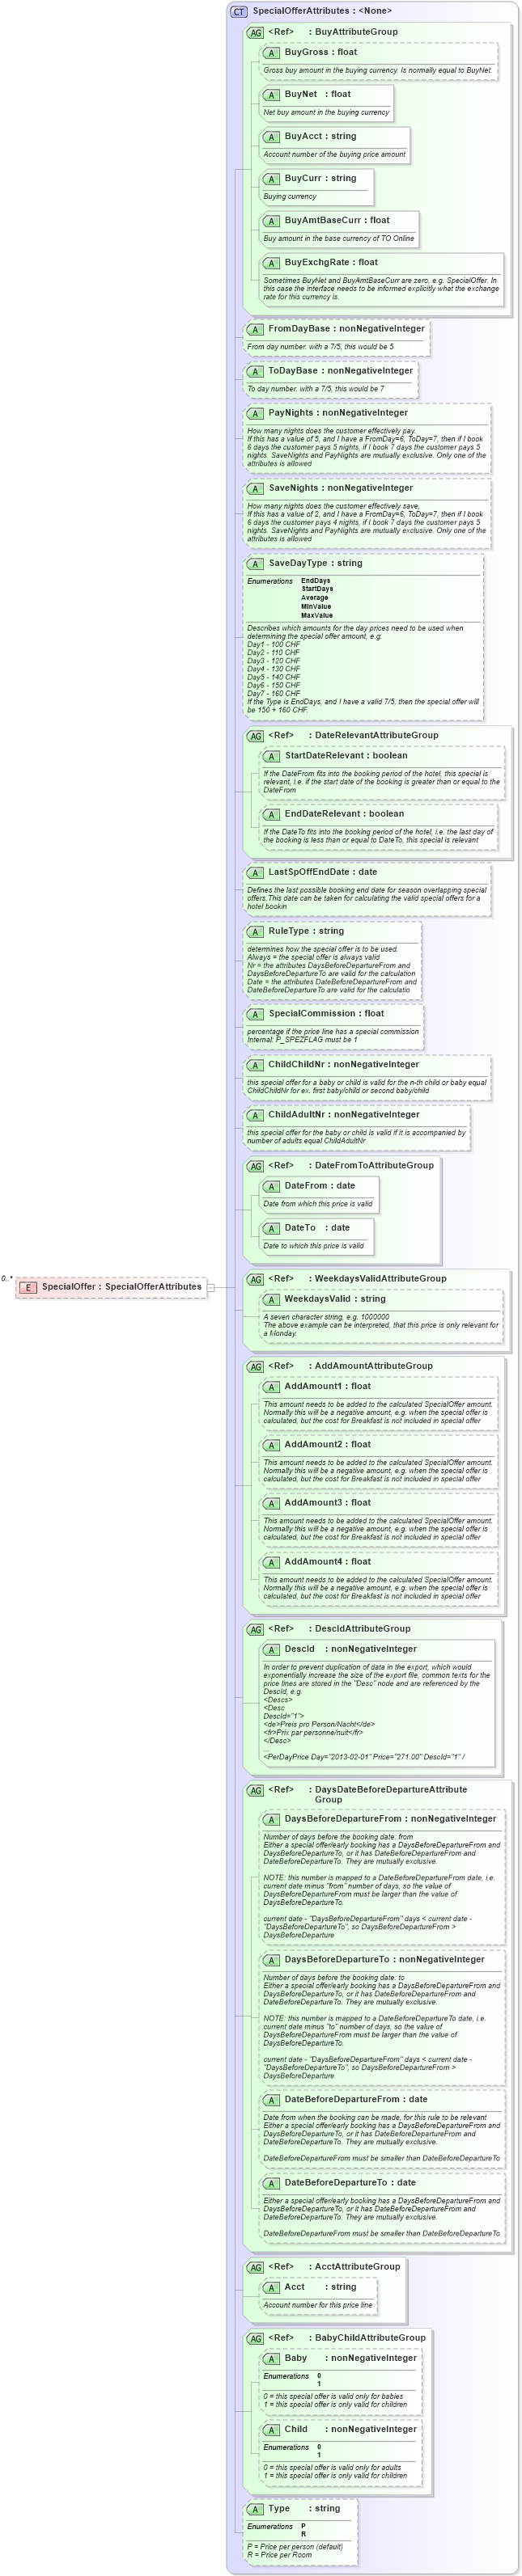 CT SpecialOfferAttributes : <None>
AG <Ref> : BuyAttributeGroup
A BuyGross : float
Gross buy amount in the buying currency. Is normally equal to BuyNet.
A BuyNet : float
Net buy amount in the buying currency
A BuyAcct : string
Account number of the buying price amount
A BuyCurr : string
Buying currency
A BuyAmtBaseCurr : float
Buy amount in the base currency of TO Online
A BuyExchgRate : float
Sometimes BuyNet and BuyAmtBaseCurr are zero, e.g. SpecialOffer. In
this case the interface needs to be informed explicitly what the exchange
rate for this currency is.
A FromDayBase : nonNegativeInteger
From day number. with a 7/5, this would be 5
A ToDayBase : nonNegativeInteger
To day number. with a 7/5, this would be 7
A PayNights : nonNegativeInteger
How many nights does the customer effectively pay.
If this has a value of 5, and I have a FromDay=6, ToDay=7, then if I book
6 days the customer pays 5 nights, if I book 7 days the customer pays 5
nights. SaveNights and PayNights are mutually exclusive. Only one of the
attributes is allowed
A SaveNights : nonNegativeInteger
How many nights does the customer effectively save,
If this has a value of 2, and I have a FromDay=6, ToDay=7, then if I book
6 days the customer pays 4 nights, if I book 7 days the customer pays 5
nights. SaveNights and PayNights are mutually exclusive. Only one of the
attributes is allowed
A SaveDayType : string
Enumerations EndDays
StartDays
Average
MinValue
MaxValue
Describes which amounts for the day prices need to be used when
determining the special offer amount, e.g.
Day1 - 100 CHF
Day2 - 110 CHF
Day3 - 120 CHF
Day4 - 130 CHF
Day5 - 140 CHF
Day6 - 150 CHF
Day7 - 160 CHF
If the Type is EndDays, and I have a valid 7/5, then the special offer will
be 150 + 160 CHF.
AG <Ref> : DateRelevantAttributeGroup
A StartDateRelevant : boolean
If the DateFrom fits into the booking period of the hotel, this special is
relevant, i.e. if the start date of the booking is greater than or equal to the
DateFrom
A EndDateRelevant : boolean
If the DateTo fits into the booking period of the hotel, i.e. the last day of
the booking is less than or equal to DateTo, this special is relevant
A LastSpOffEndDate : date
Defines the last possible booking end date for season overlapping special
offers.This date can be taken for calculating the valid special offers for a
hotel bookin
A RuleType : string
determines how the special offer is to be used.
Always = the special offer is always valid
Nr = the attributes DaysBeforeDepartureFrom and
DaysBeforeDepartureTo are valid for the calculation
Date = the attributes DateBeforeDepartureFrom and
DateBeforeDepartureTo are valid for the calculatio
A SpecialCommission : float
percentage if the price line has a special commission
Internal: P_SPEZFLAG must be 1
A ChildChildNr : nonNegativeInteger
this special offer for a baby or child is valid for the n-th child or baby equal
ChildChildNr for ex. first baby/child or second baby/child
A ChildAdultNr : nonNegativeInteger
this special offer for the baby or child is valid if it is accompanied by
number of adults equal ChildAdultNr
AG <Ref> : DateFromToAttributeGroup
A DateFrom : date
Date from which this price is valid
A DateTo : date
Date to which this price is valid
0..* E SpecialOffer : SpecialOfferAttributes
AG <Ref> : WeekdaysValidAttributeGroup
A WeekdaysValid : string
A seven character string, e.g. 1000000
The above example can be interpreted, that this price is only relevant for
a Monday.
AG <Ref> : AddAmountAttributeGroup
A AddAmount1 : float
This amount needs to be added to the calculated SpecialOffer amount.
Normally this will be a negative amount, e.g. when the special offer is
calculated, but the cost for Breakfast is not included in special offer
A AddAmount2 : float
This amount needs to be added to the calculated SpecialOffer amount.
Normally this will be a negative amount, e.g. when the special offer is
calculated, but the cost for Breakfast is not included in special offer
A AddAmount3 : float
This amount needs to be added to the calculated SpecialOffer amount.
Normally this will be a negative amount, e.g. when the special offer is
calculated, but the cost for Breakfast is not included in special offer
A AddAmount4 : float
This amount needs to be added to the calculated SpecialOffer amount.
Normally this will be a negative amount, e.g. when the special offer is
calculated, but the cost for Breakfast is not included in special offer
AG <Ref> : DescIdAttributeGroup
A DescId : nonNegativeInteger
In order to prevent duplication of data in the export, which would
exponentially increase the size of the export file, common texts for the
price lines are stored in the "Desc" node and are referenced by the
DescId, e.g.
<Descs>
<Desc
DescId="1">
<de>Preis pro Person/Nacht</de>
<fr>Prix par personne/nuit</fr>
</Desc>
<PerDayPrice Day="2013-02-01" Price="271.00" DescId="1" /
AG <Ref> : DaysDateBeforeDepartureAttribute
Group
A DaysBeforeDepartureFrom : nonNegativeInteger
Number of days before the booking date: from
Either a special offer/early booking has a DaysBeforeDepartureFrom and
DaysBeforeDepartureTo, or it has DateBeforeDepartureFrom and
DateBeforeDepartureTo. They are mutually exclusive.
NOTE: this number is mapped to a DateBeforeDepartureFrom date, i.e.
current date minus "from" number of days, so the value of
DaysBeforeDepartureFrom must be larger than the value of
DaysBeforeDepartureTo.
current date - "DaysBeforeDepartureFrom" days < current date -
"DaysBeforeDepartureTo", so DaysBeforeDepartureFrom >
DaysBeforeDeparture
A DaysBeforeDepartureTo : nonNegativeInteger
Number of days before the booking date: to
Either a special offer/early booking has a DaysBeforeDepartureFrom and
DaysBeforeDepartureTo, or it has DateBeforeDepartureFrom and
DateBeforeDepartureTo. They are mutually exclusive.
NOTE: this number is mapped to a DateBeforeDepartureTo date, i.e.
current date minus "to" number of days, so the value of
DaysBeforeDepartureFrom must be larger than the value of
DaysBeforeDepartureTo.
current date - "DaysBeforeDepartureFrom" days < current date -
"DaysBeforeDepartureTo", so DaysBeforeDepartureFrom >
DaysBeforeDeparture
A DateBeforeDepartureFrom : date
Date from when the booking can be made, for this rule to be relevant
Either a special offer/early booking has a DaysBeforeDepartureFrom and
DaysBeforeDepartureTo, or it has DateBeforeDepartureFrom and
DateBeforeDepartureTo. They are mutually exclusive.
DateBeforeDepartureFrom must be smaller than DateBeforeDepartureTo
A DateBeforeDepartureTo : date
Either a special offer/early booking has a DaysBeforeDepartureFrom and
DaysBeforeDepartureTo, or it has DateBeforeDepartureFrom and
DateBeforeDepartureTo. They are mutually exclusive.
DateBeforeDepartureFrom must be smaller than DateBeforeDepartureTo
AG <Ref> : AcctAttributeGroup
A Acct : string
Account number for this price line
AG <Ref> : BabyChildAttributeGroup
A Baby : nonNegativeInteger
Enumerations 0
1
0 = this special offer is valid only for babies
1 = this special offer is only valid for children
A Child : nonNegativeInteger
Enumerations 0
1
0 = this special offer is valid only for adults
1 = this special offer is only valid for children
A Type : string
Enumerations P
R
P = Price per person (default)
R = Price per Room